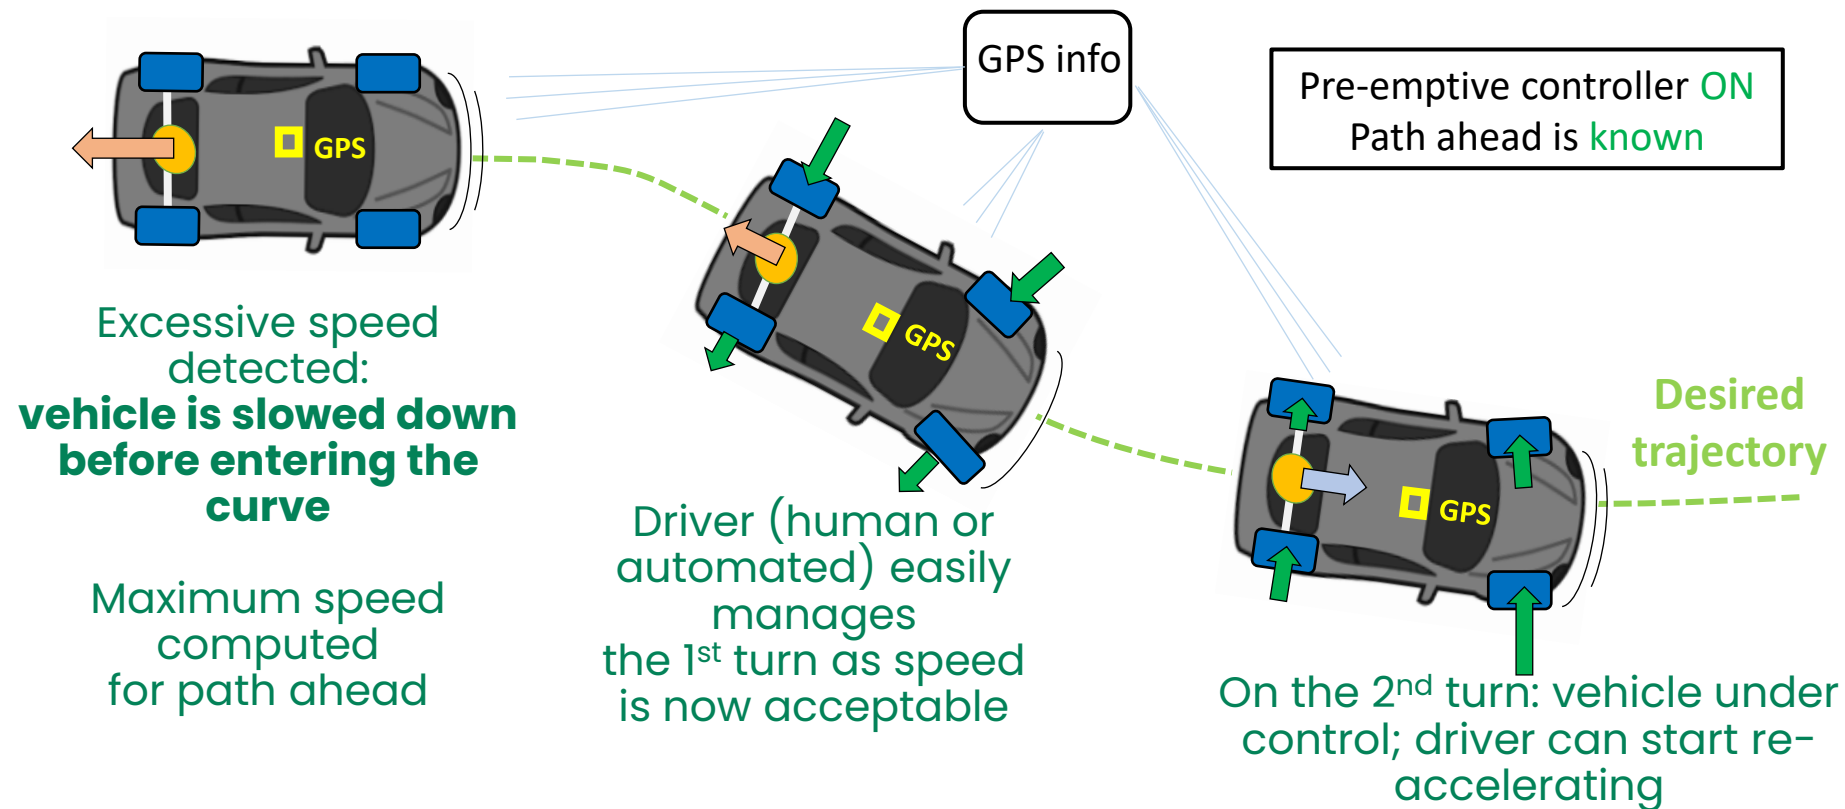 GPS info
Pre-emptive controller ON
Path ahead is known
GPS
GPS
GPS
Excessive speed
detected:
vehicle is slowed down
before entering the
curve
Maximum speed
computed
for path ahead
Driver (human or
automated) easily
manages
the 1st turn as speed
is now acceptable
Desired
trajectory
On the 2nd turn: vehicle under
control; driver can start re-
accelerating